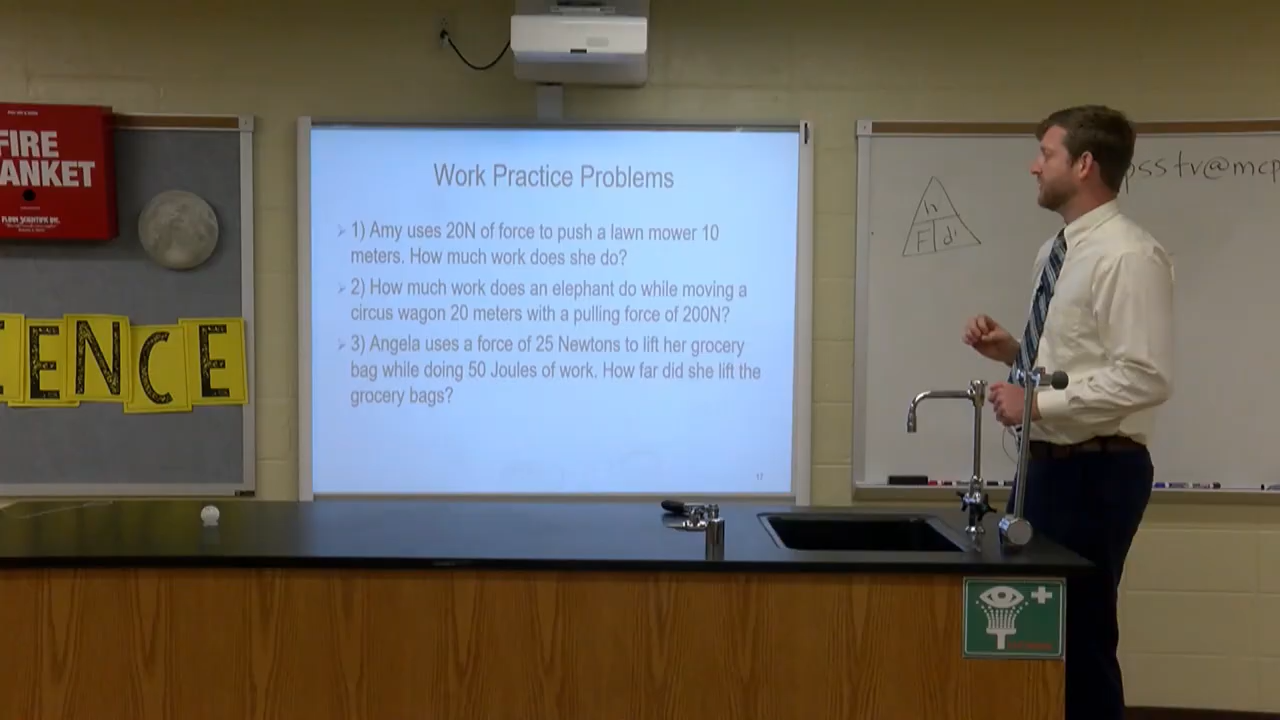 FIRE
ANKET
ENCE
Work Practice Problems
1) Amy uses 20N of force to push a lawn mower 10
meters. How much work does she do?
2) How much work does an elephant do while moving a
circus wagon 20 meters with a pulling force of 200N?
3) Angela uses a force of 25 Newtons to lift her grocery
bag while doing 50 Joules of work. How far did she lift the
grocery bags?
17
F d
psstv@mcp